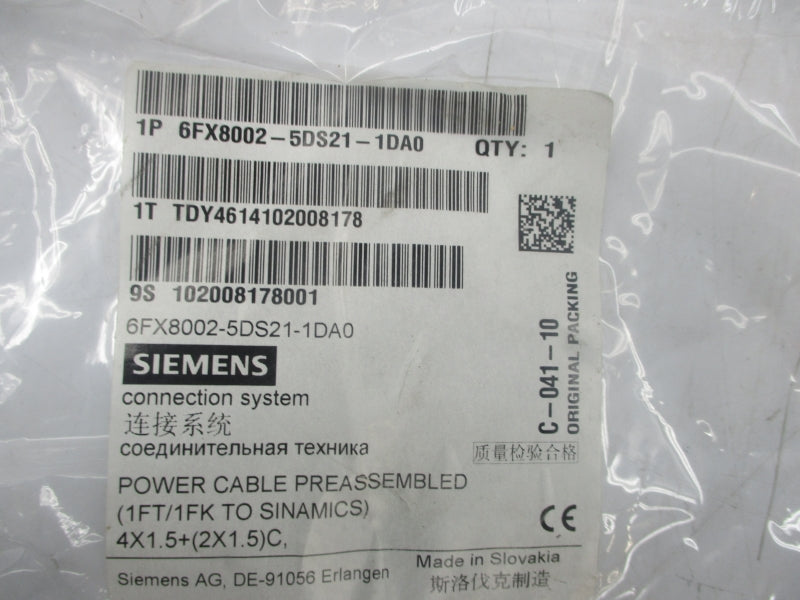 1P 6FX8002-5DS21-1DA0 QTY: 1
1T TDY4614102008178
9S 102008178001
6FX8002-5DS21-1DA0
SIEMENS
connection system
连接系统
соединительная техника
C-041-10
ORIGINAL PACKING
质量检验合格
POWER CABLE PREASSEMBLED
(1FT/1FK TO SINAMICS)
4X1.5+(2X1.5)C,
Siemens AG, DE-91056 Erlangen
Made in Slovakia
斯洛伐克制造